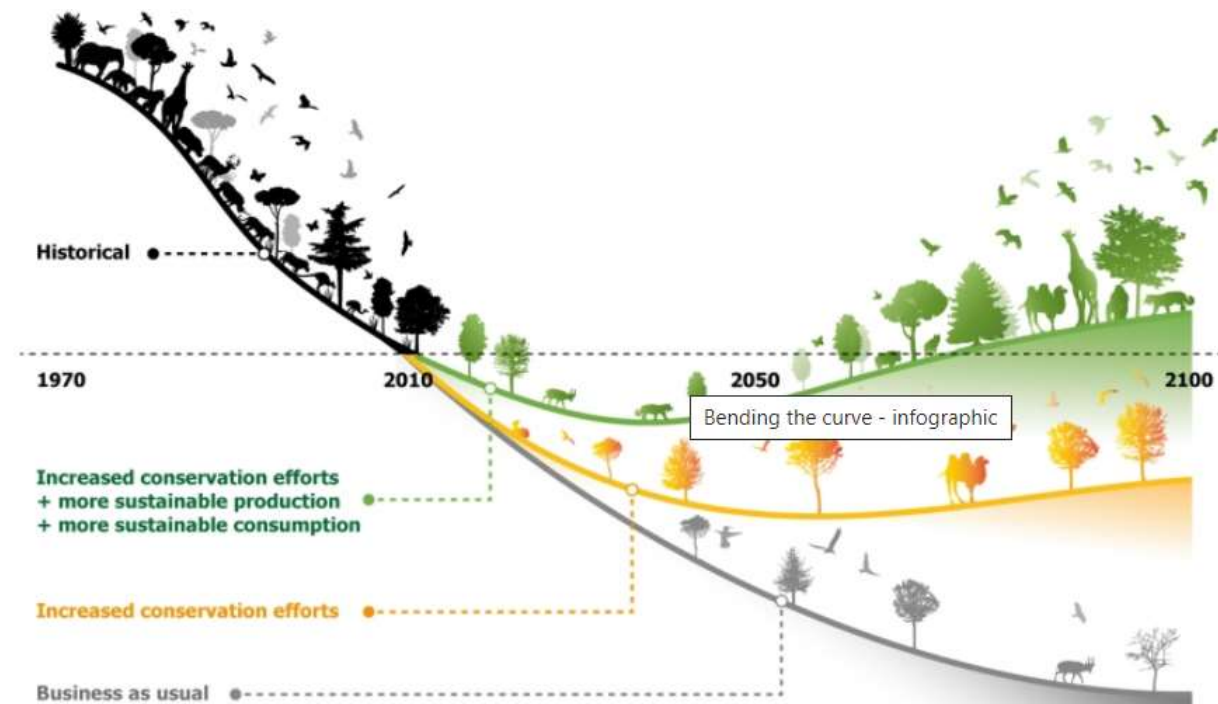 Historical
1970
2010
2050
2100
Bending the curve - infographic
Increased conservation efforts
+ more sustainable production
+ more sustainable consumption
Increased conservation efforts
Business as usual